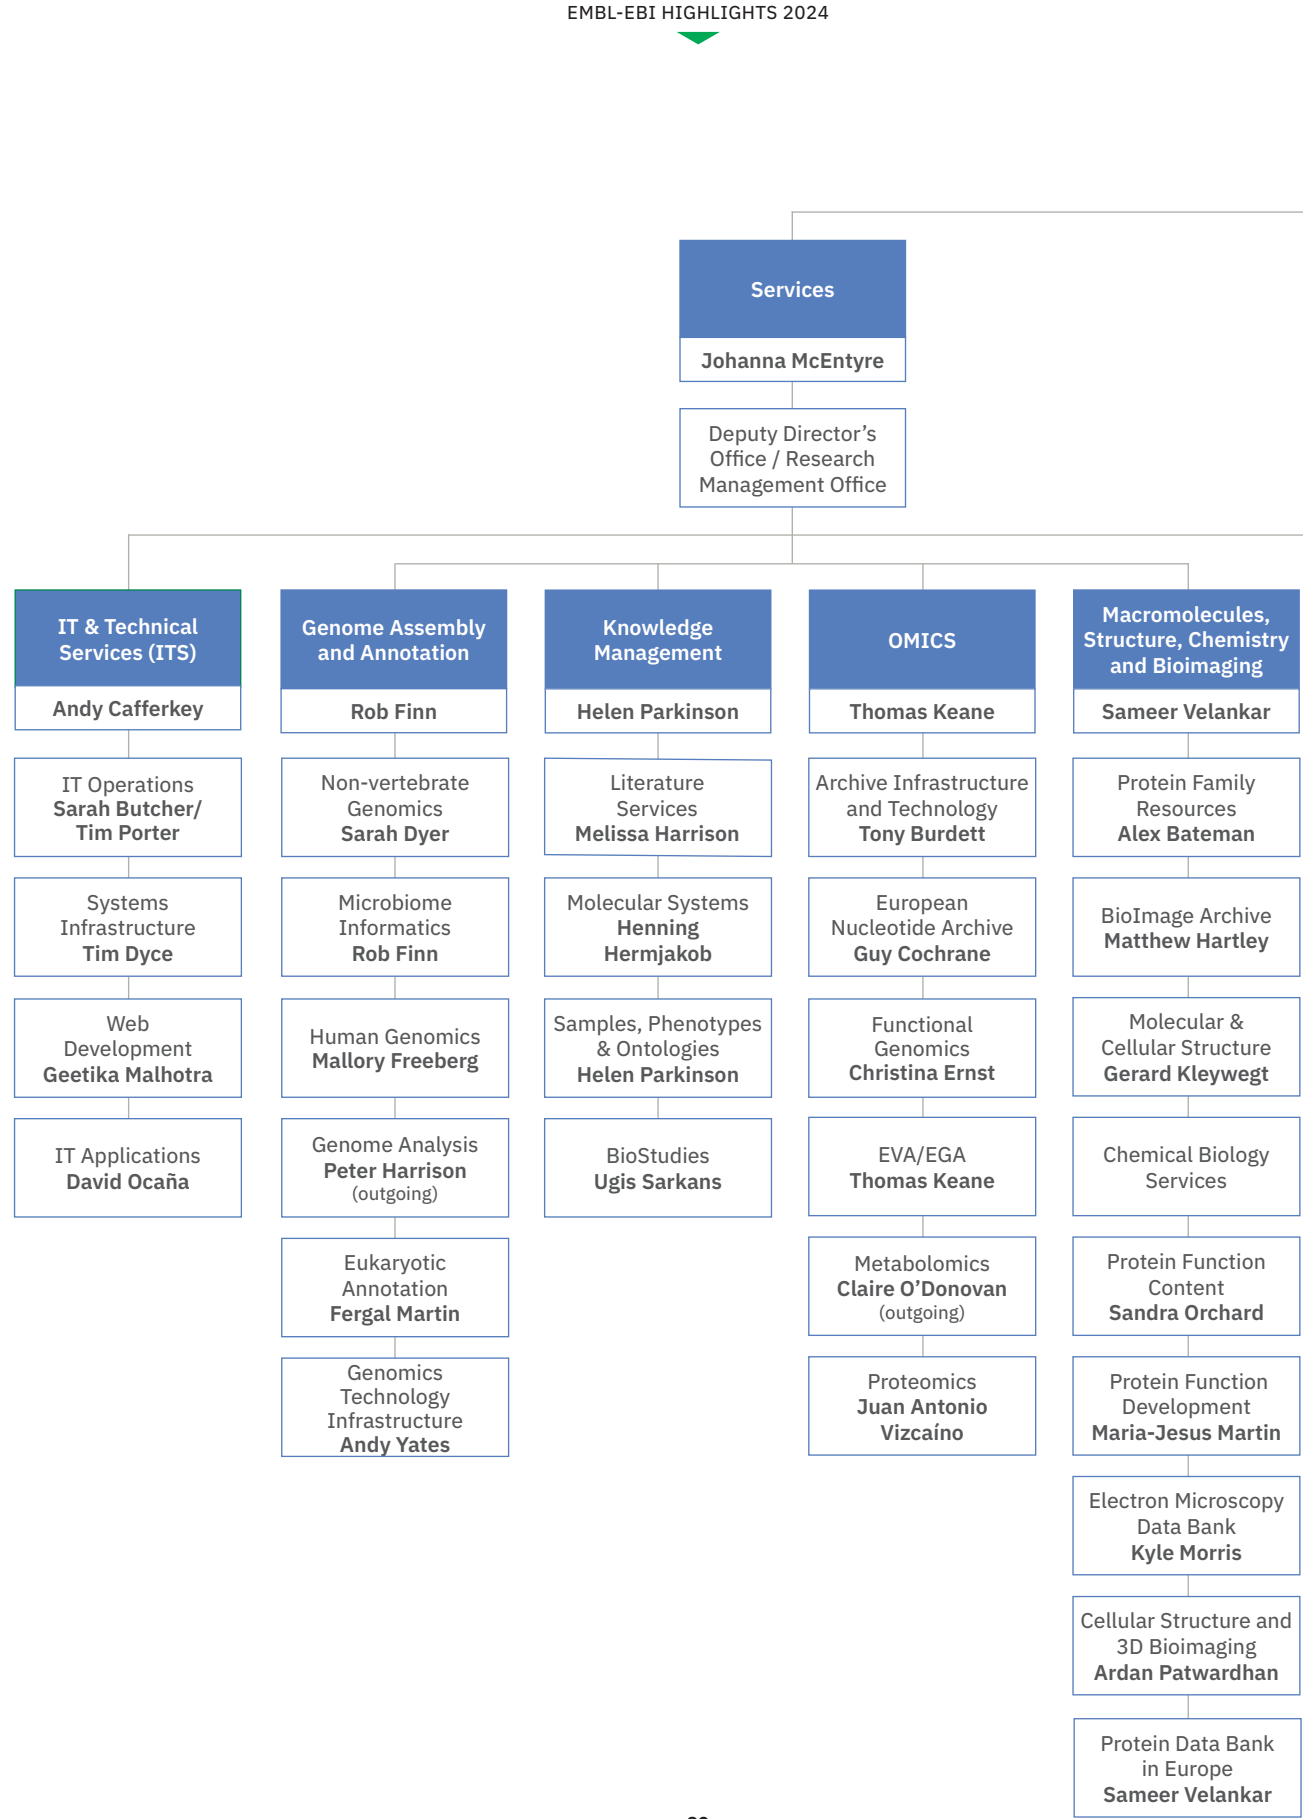 EMBL-EBI HIGHLIGHTS 2024
Services
Johanna McEntyre
Deputy Director’s
Office / Research
Management Office
IT & Technical
Services (ITS)
Andy Cafferkey
IT Operations
Sarah Butcher/
Tim Porter
Systems
Infrastructure
Tim Dyce
Web
Development
Geetika Malhotra
IT Applications
David Ocaña
Genome Assembly
and Annotation
Rob Finn
Non-vertebrate
Genomics
Sarah Dyer
Microbiome
Informatics
Rob Finn
Human Genomics
Mallory Freeberg
Genome Analysis
Peter Harrison
(outgoing)
Eukaryotic
Annotation
Fergal Martin
Genomics
Technology
Infrastructure
Andy Yates
Knowledge
Management
Helen Parkinson
Literature
Services
Melissa Harrison
Molecular Systems
Henning
Hermjakob
Samples, Phenotypes
& Ontologies
Helen Parkinson
BioStudies
Ugis Sarkans
OMICS
Thomas Keane
Archive Infrastructure
and Technology
Tony Burdett
European
Nucleotide Archive
Guy Cochrane
Functional
Genomics
Christina Ernst
EVA/EGA
Thomas Keane
Metabolomics
Claire O’Donovan
(outgoing)
Proteomics
Juan Antonio
Vizcaíno
Macromolecules,
Structure, Chemistry
and Bioimaging
Sameer Velankar
Protein Family
Resources
Alex Bateman
BioImage Archive
Matthew Hartley
Molecular &
Cellular Structure
Gerard Kleywegt
Chemical Biology
Services
Protein Function
Content
Sandra Orchard
Protein Function
Development
Maria-Jesus Martin
Electron Microscopy
Data Bank
Kyle Morris
Cellular Structure and
3D Bioimaging
Ardan Patwardhan
Protein Data Bank
in Europe
Sameer Velankar